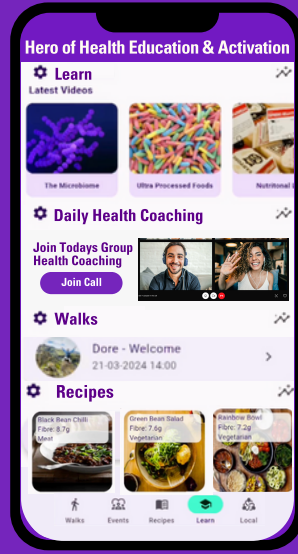 Hero of Health Education & Activation
Learn
Latest Videos
The Microbiome
Ultra Processed Foods
Nutritonal
Daily Health Coaching
Join Todays Group
Health Coaching
Join Call
Walks
Dore - Welcome
21-03-2024 14:00
Recipes
Black Bean Chilli
Fibre: 8.7g
Meat
Green Bean Salad
Fibre: 7.6g
Vegetarian
Rainbow Bowl
Fibre: 7.2g
Vegetarian
Walks
Events
Recipes
Learn
Local